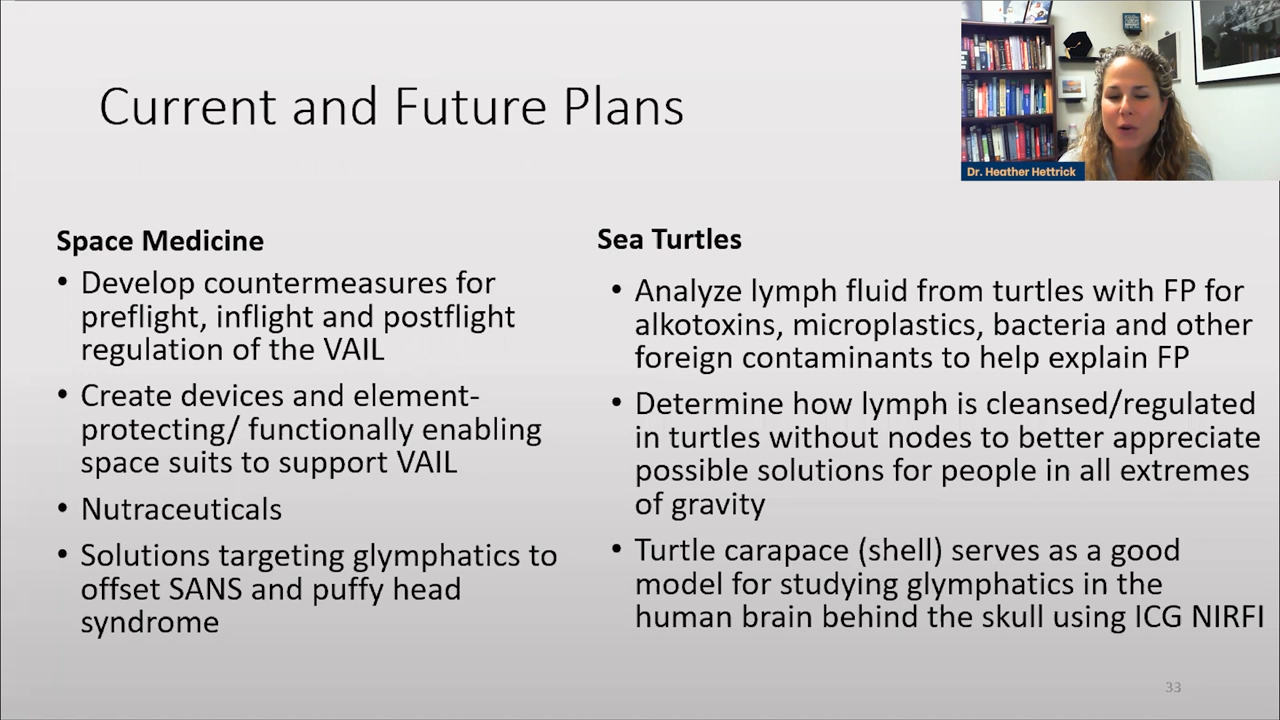 Current and Future Plans
Dr. Heather Hettrick
Space Medicine
• Develop countermeasures for
preflight, inflight and postflight
regulation of the VAIL
• Create devices and element-
protecting/ functionally enabling
space suits to support VAIL
• Nutraceuticals
• Solutions targeting glymphatics to
offset SANS and puffy head
syndrome
Sea Turtles
• Analyze lymph fluid from turtles with FP for
alkotoxins, microplastics, bacteria and other
foreign contaminants to help explain FP
• Determine how lymph is cleansed/regulated
in turtles without nodes to better appreciate
possible solutions for people in all extremes
of gravity
• Turtle carapace (shell) serves as a good
model for studying glymphatics in the
human brain behind the skull using ICG NIRFI
33